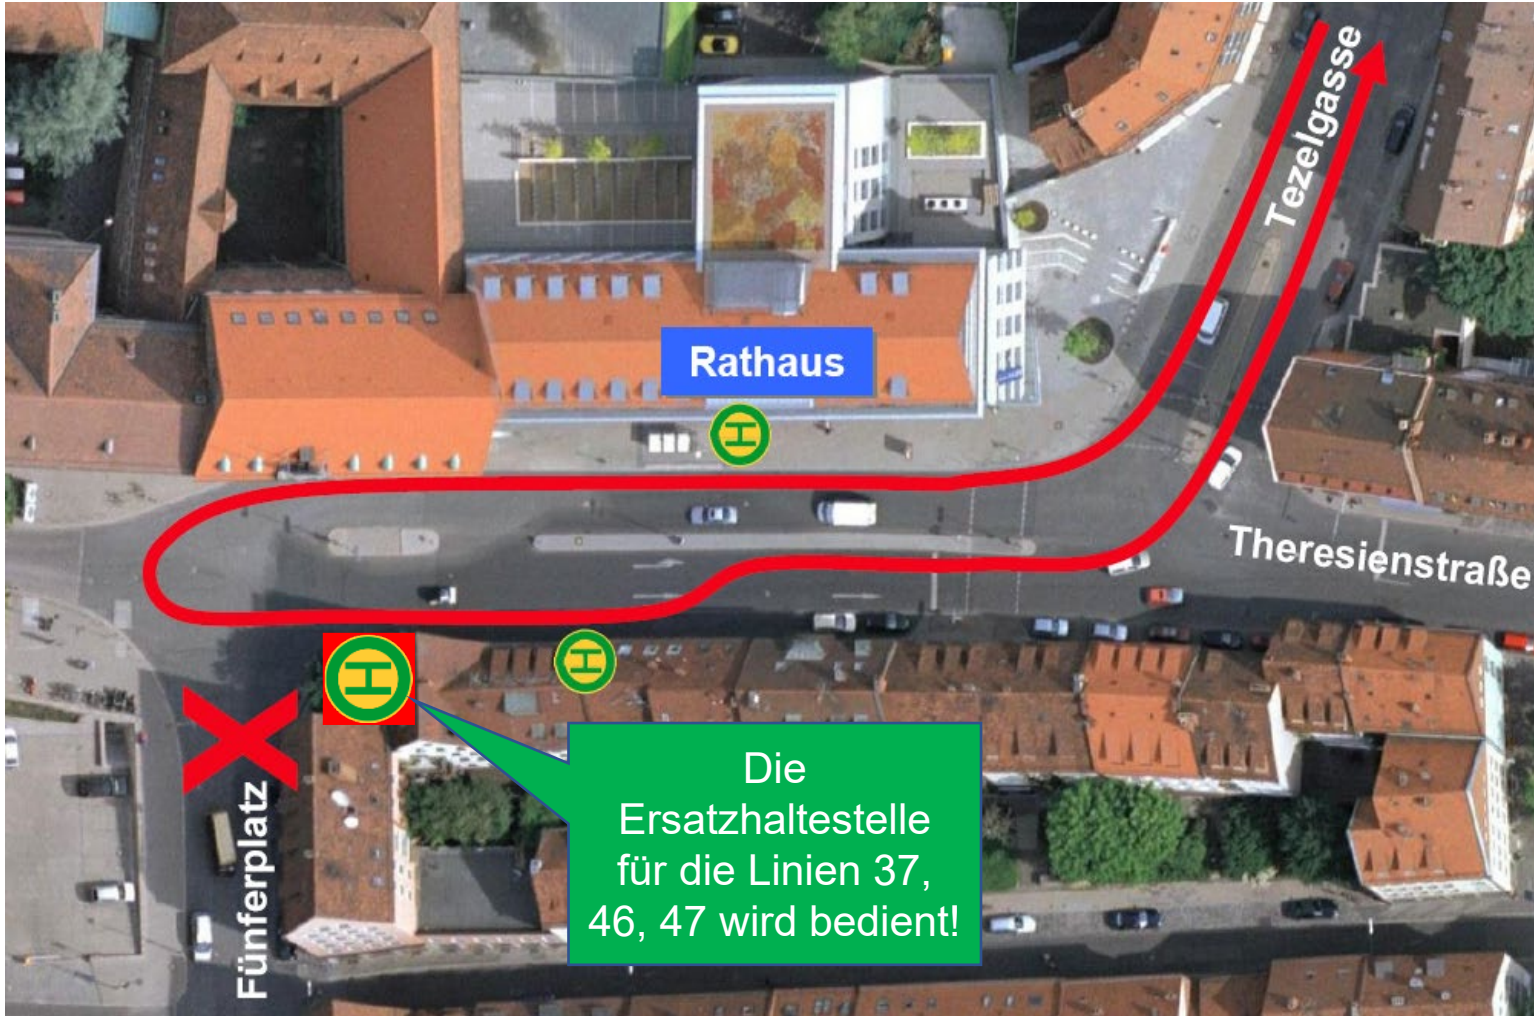 Tezelgasse
Rathaus
H
Theresienstraße
H
H
Fünferplatz
Die
Ersatzhaltestelle
für die Linien 37,
46, 47 wird bedient!